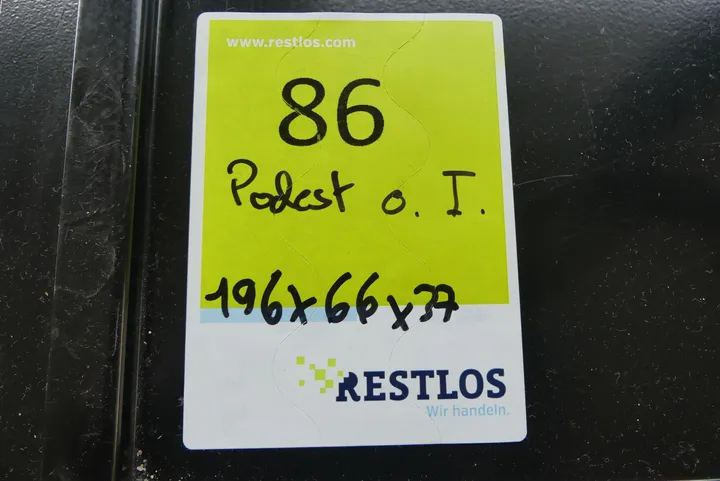 www.restlos.com
86
Podest o. I.
196x66x37
RESTLOS
Wir handeln.